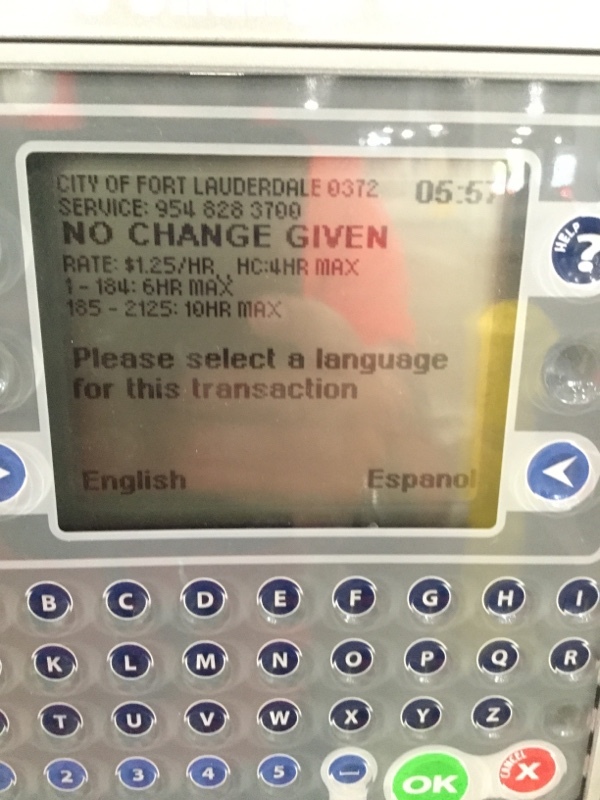 CITY OF FORT LAUDERDALE 0372 05:57
SERVICE: 954 828 3700
NO CHANGE GIVEN
RATE: $1.25/HR, HC:4HR MAX
1 - 184: 6HR MAX
185 - 2125: 10HR MAX
Please select a language
for this transaction
English Espanol
HELP ?
B C D E F G H I
K L M N O P Q R
T U V W X Y Z
2 3 4 5 OK CANCEL X